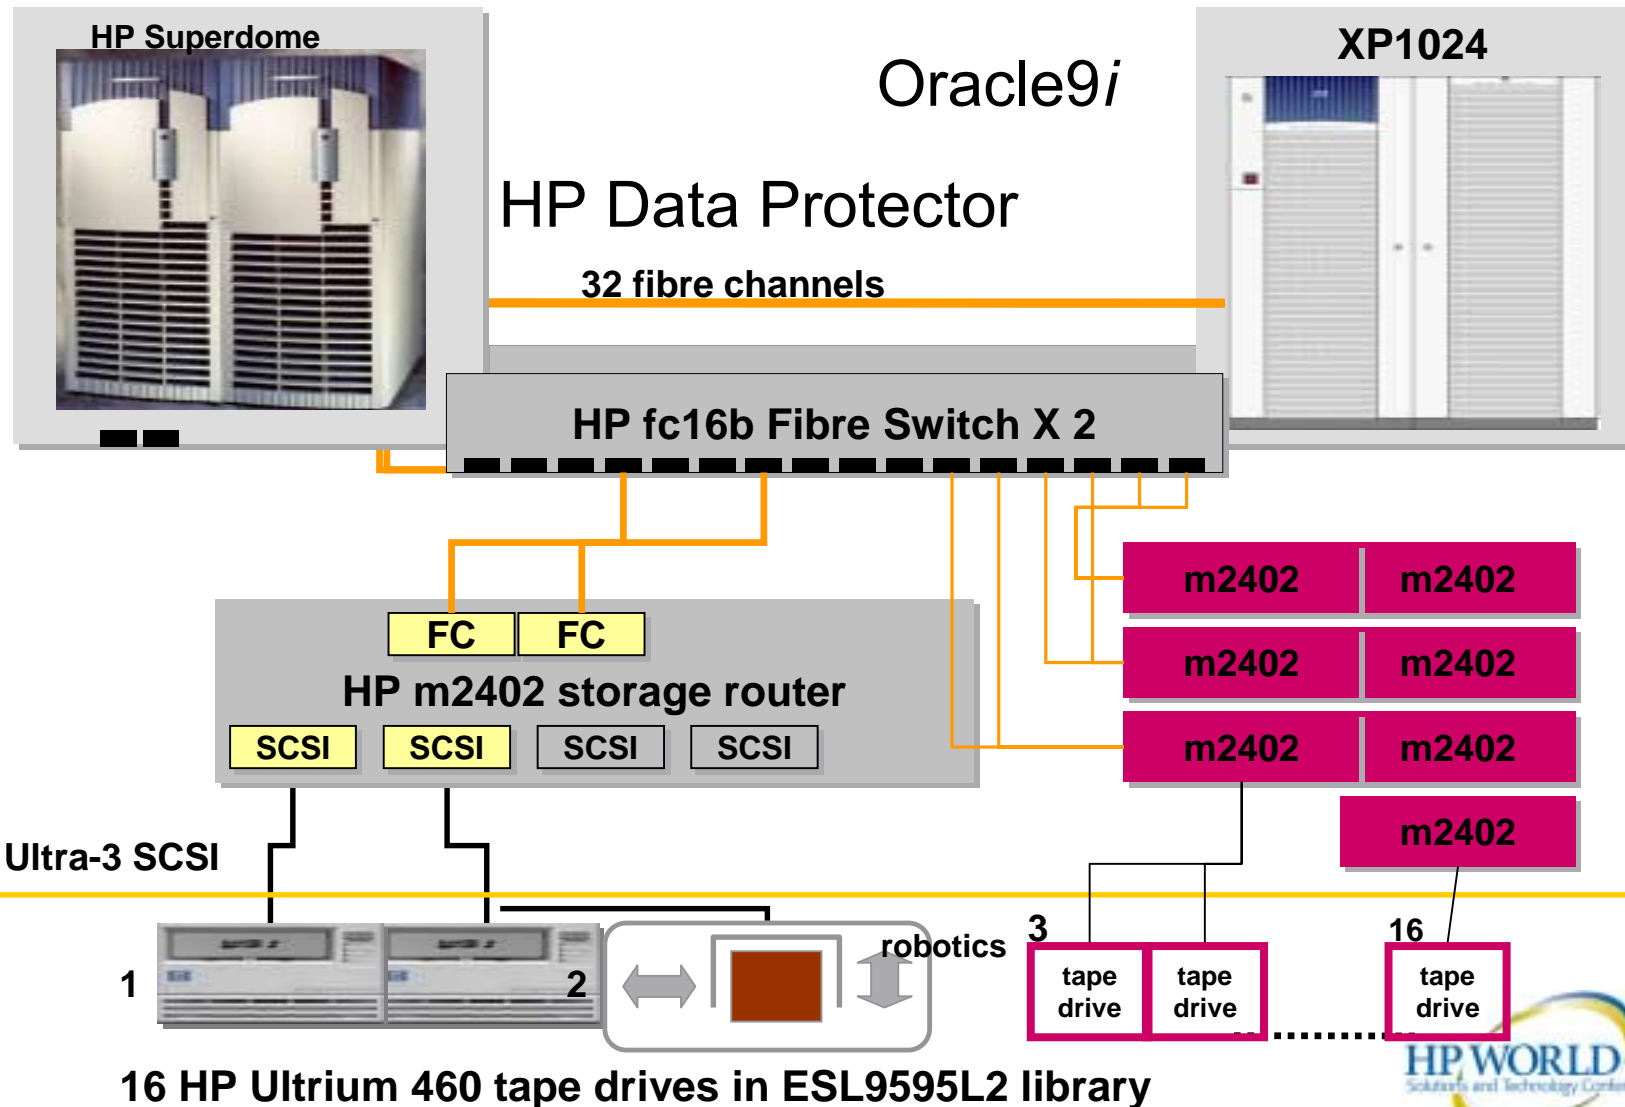 HP Superdome
Oracle9i
XP1024
HP Data Protector
32 fibre channels
HP fc16b Fibre Switch X 2
FC
FC
HP m2402 storage router
SCSI
SCSI
SCSI
SCSI
m2402
m2402
m2402
m2402
m2402
m2402
m2402
Ultra-3 SCSI
1
2
robotics
3
16
tape
drive
tape
drive
tape
drive
16 HP Ultrium 460 tape drives in ESL9595L2 library
HP WORLD
Solutions and Technology